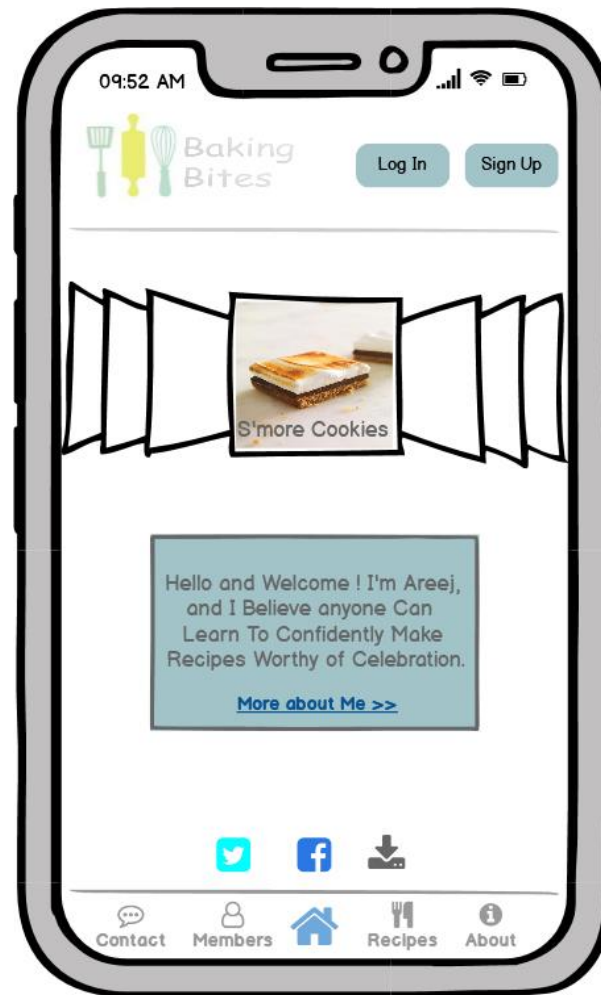 09:52 AM
Baking
Bites
Log In
Sign Up
S'more Cookies
Hello and Welcome ! I'm Areej,
and I Believe anyone Can
Learn To Confidently Make
Recipes Worthy of Celebration.
More about Me >>
Contact
Members
Recipes
About